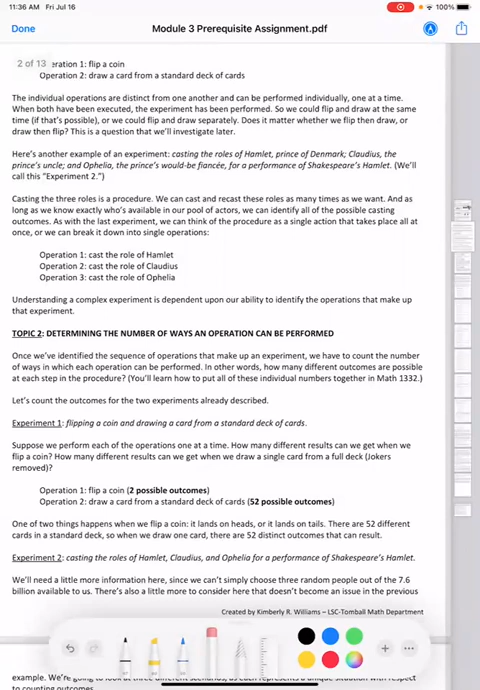 11:36 AM Fri Jul 16
100%
Done
Module 3 Prerequisite Assignment.pdf
2 of 13
eration 1: flip a coin
Operation 2: draw a card from a standard deck of cards
The individual operations are distinct from one another and can be performed individually, one at a time.
When both have been executed, the experiment has been performed. So we could flip and draw at the same
time (if that's possible), or we could flip and draw separately. Does it matter whether we flip then draw, or
draw then flip? This is a question that we'll investigate later.
Here's another example of an experiment: casting the roles of Hamlet, prince of Denmark; Claudius, the
prince's uncle; and Ophelia, the prince's would-be fiancée, for a performance of Shakespeare's Hamlet. (We'll
call this "Experiment 2.")
Casting the three roles is a procedure. We can cast and recast these roles as many times as we want. And as
long as we know exactly who's available in our pool of actors, we can identify all of the possible casting
outcomes. As with the last experiment, we can think of the procedure as a single action that takes place all at
once, or we can break it down into single operations:
Operation 1: cast the role of Hamlet
Operation 2: cast the role of Claudius
Operation 3: cast the role of Ophelia
Understanding a complex experiment is dependent upon our ability to identify the operations that make up
that experiment.
TOPIC 2: DETERMINING THE NUMBER OF WAYS AN OPERATION CAN BE PERFORMED
Once we've identified the sequence of operations that make up an experiment, we have to count the number
of ways in which each operation can be performed. In other words, how many different outcomes are possible
at each step in the procedure? (You'll learn how to put all of these individual numbers together in Math 1332.)
Let's count the outcomes for the two experiments already described.
Experiment 1: flipping a coin and drawing a card from a standard deck of cards.
Suppose we perform each of the operations one at a time. How many different results can we get when we
flip a coin? How many different results can we get when we draw a single card from a full deck (Jokers
removed)?
Operation 1: flip a coin (2 possible outcomes)
Operation 2: draw a card from a standard deck of cards (52 possible outcomes)
One of two things happens when we flip a coin: it lands on heads, or it lands on tails. There are 52 different
cards in a standard deck, so when we draw one card, there are 52 distinct outcomes that can result.
Experiment 2: casting the roles of Hamlet, Claudius, and Ophelia for a performance of Shakespeare's Hamlet.
We'll need a little more information here, since we can't simply choose three random people out of the 7.6
billion available to us. There's also a little more to consider here that doesn't become an issue in the previous
Created by Kimberly R. Williams – LSC-Tomball Math Department
example. We're going to look at three different scenarios, as each represents a unique situation with respect
to counting outcomes.